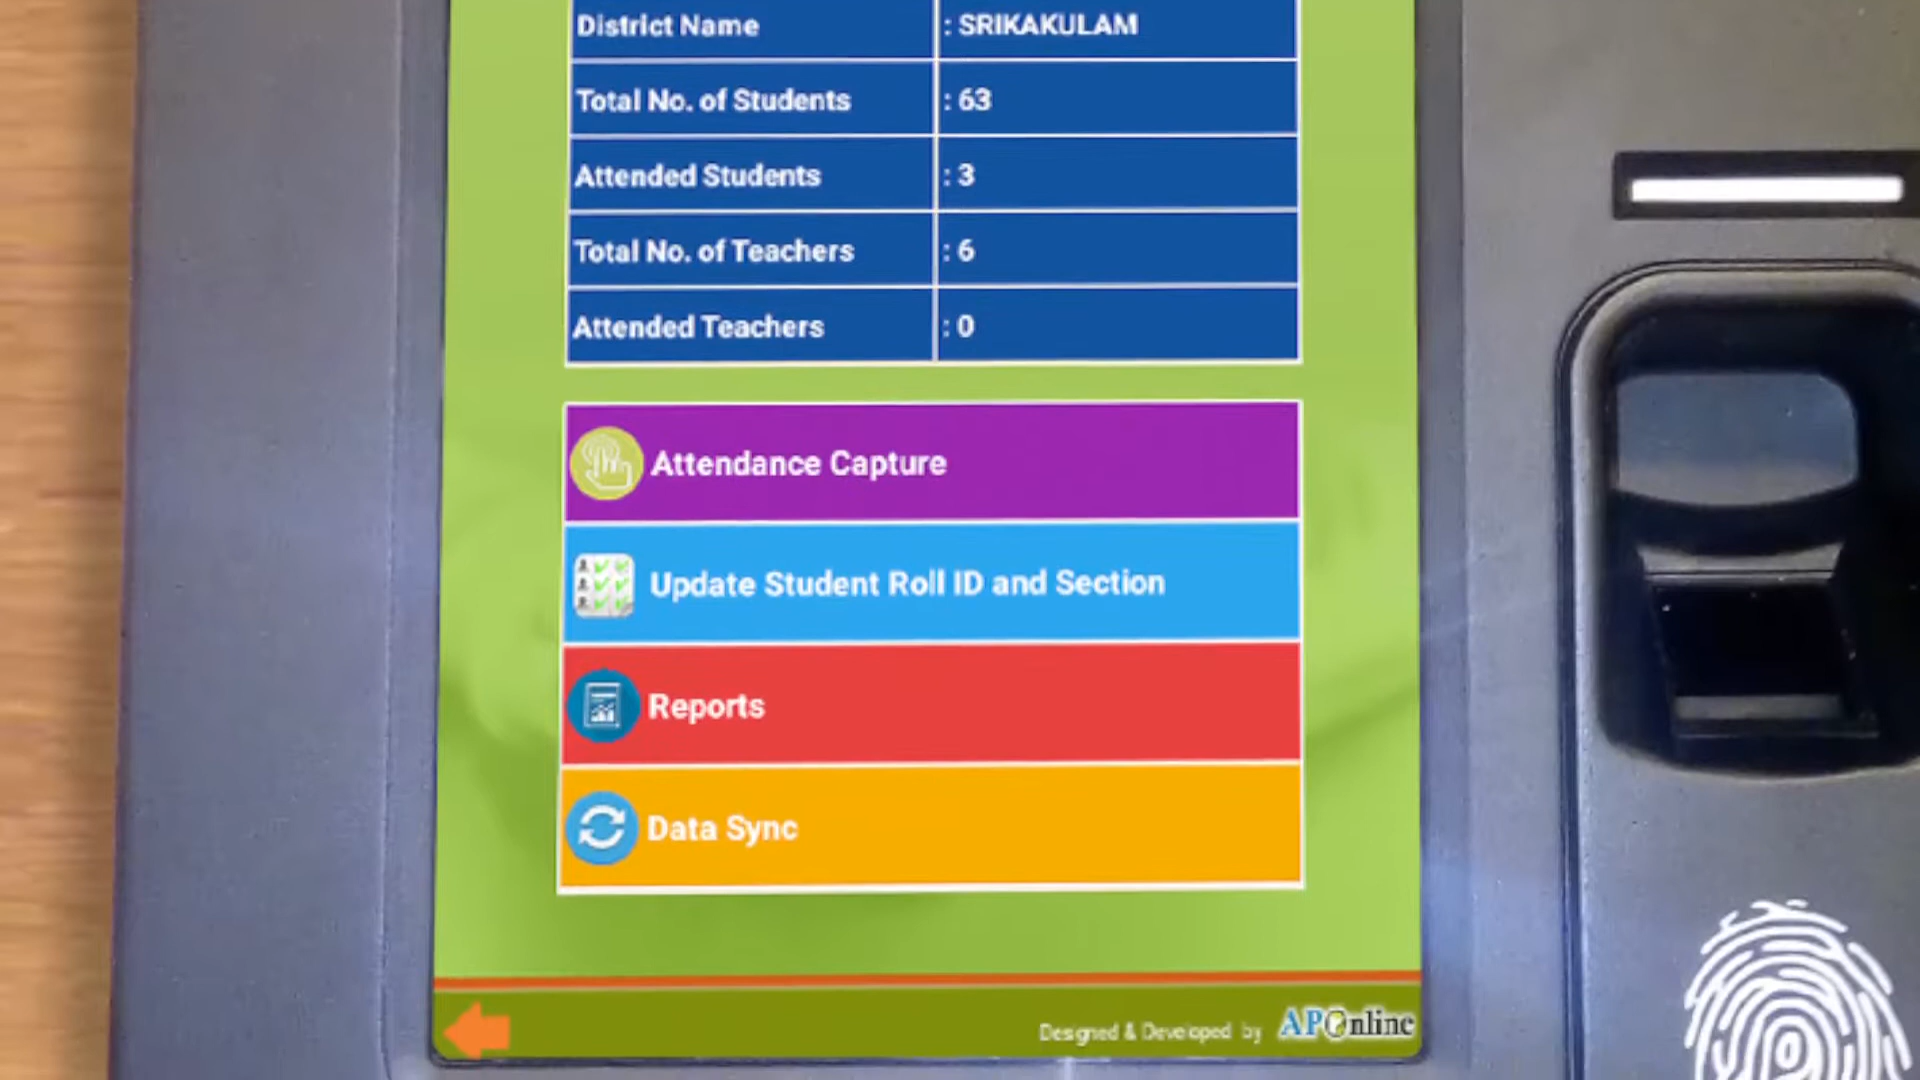 District Name : SRIKAKULAM
Total No. of Students : 63
Attended Students : 3
Total No. of Teachers : 6
Attended Teachers : 0
Attendance Capture
Update Student Roll ID and Section
Reports
Data Sync
Designed & Developed by APOnline